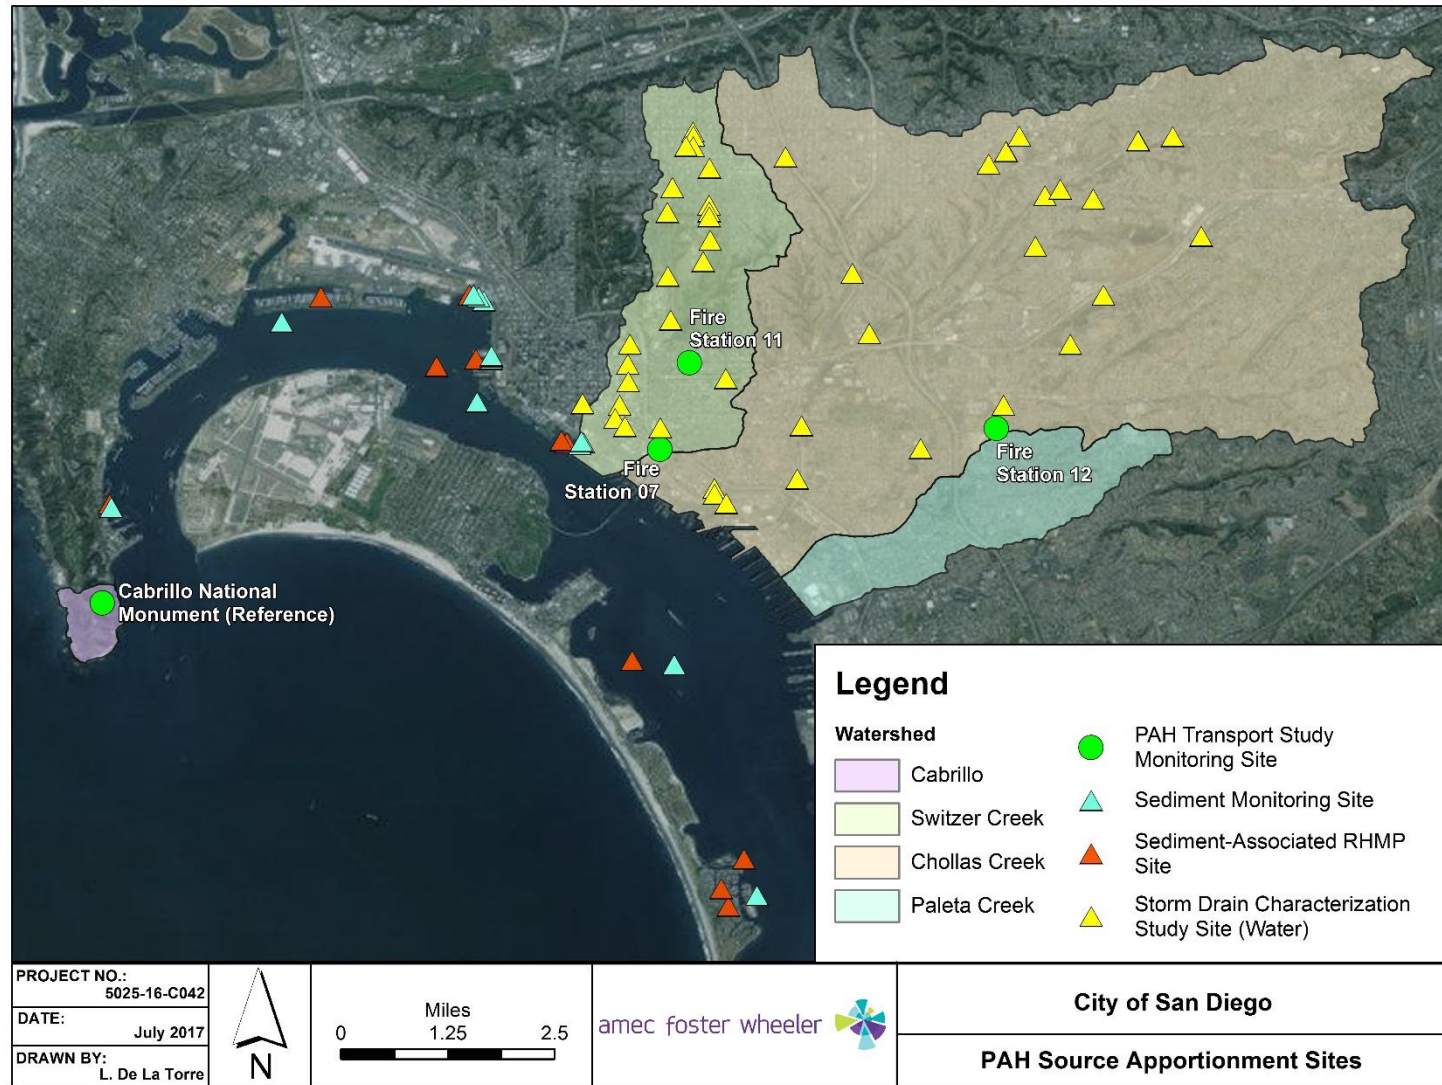 Fire
Station 11
Fire
Station 07
Fire
Station 12
Cabrillo National
Monument (Reference)
Legend
Watershed
Cabrillo
Switzer Creek
Chollas Creek
Paleta Creek
PAH Transport Study
Monitoring Site
Sediment Monitoring Site
Sediment-Associated RHMP
Site
Storm Drain Characterization
Study Site (Water)
PROJECT NO.:
5025-16-C042
DATE:
July 2017
DRAWN BY:
L. De La Torre
N
Miles
0 1.25 2.5
amec foster wheeler
City of San Diego
PAH Source Apportionment Sites